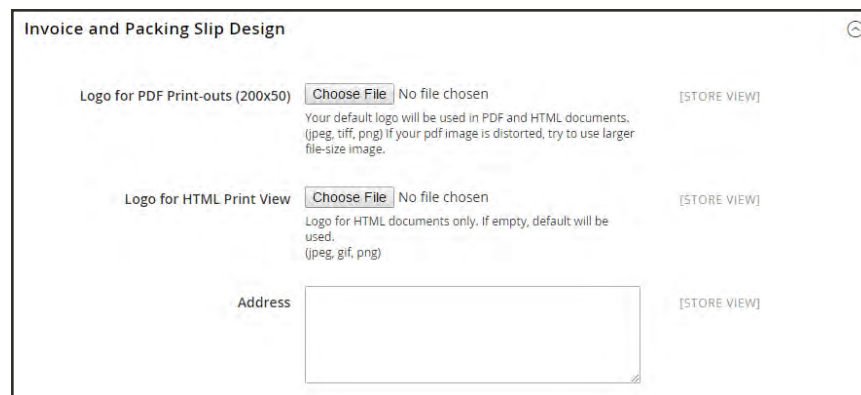 Invoice and Packing Slip Design
Logo for PDF Print-outs (200x50) Choose File No file chosen [STORE VIEW]
Your default logo will be used in PDF and HTML documents.
(jpeg, tiff, png) If your pdf image is distorted, try to use larger
file-size image.
Logo for HTML Print View Choose File No file chosen [STORE VIEW]
Logo for HTML documents only. If empty, default will be
used.
(jpeg, gif, png)
Address [STORE VIEW]